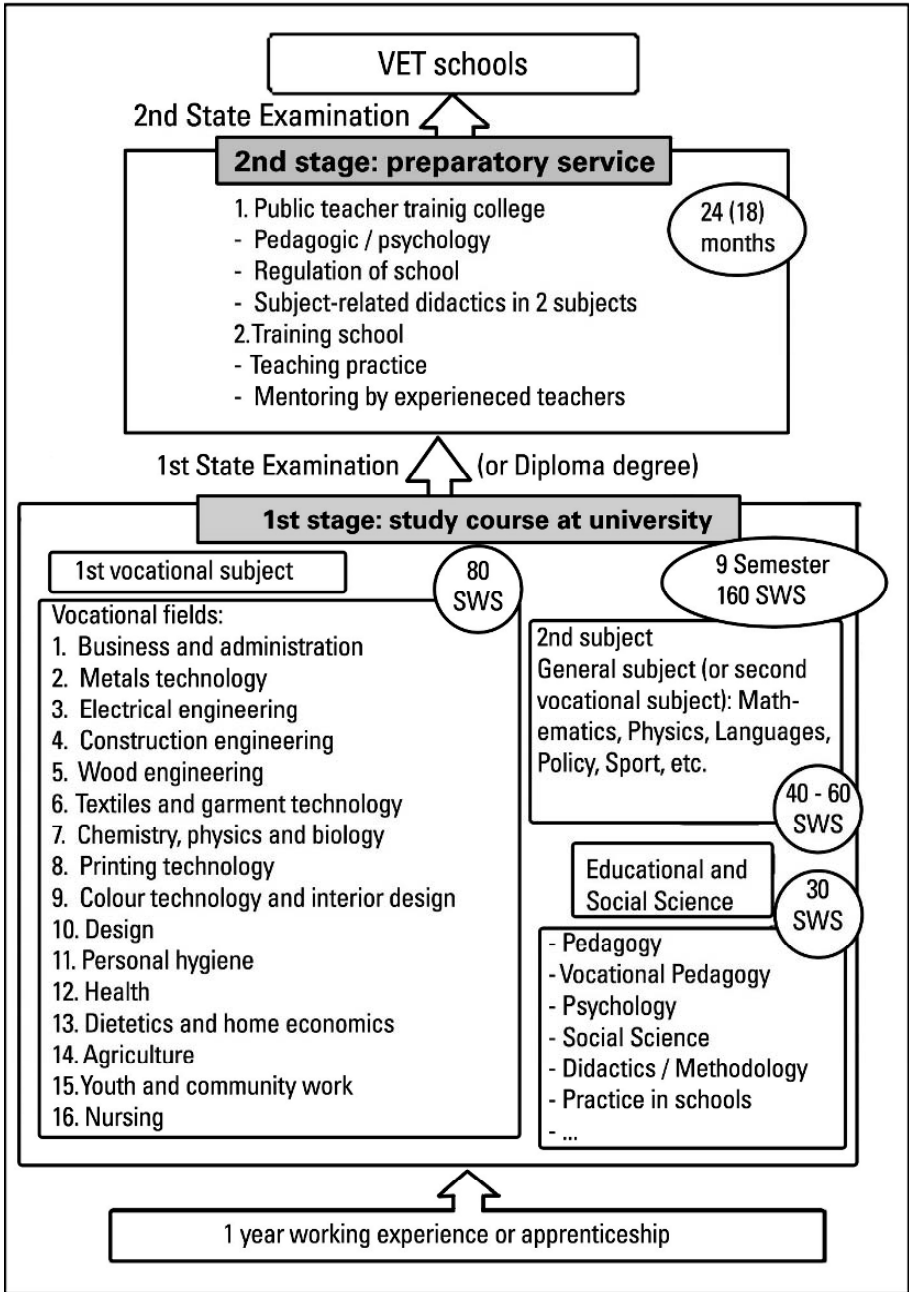 VET schools
2nd State Examination
2nd stage: preparatory service
24 (18)
months
1. Public teacher trainig college
- Pedagogic / psychology
- Regulation of school
- Subject-related didactics in 2 subjects
2. Training school
- Teaching practice
- Mentoring by experieneced teachers
1st State Examination (or Diploma degree)
1st stage: study course at university
9 Semester
160 SWS
1st vocational subject
80
SWS
Vocational fields:
1. Business and administration
2. Metals technology
3. Electrical engineering
4. Construction engineering
5. Wood engineering
6. Textiles and garment technology
7. Chemistry, physics and biology
8. Printing technology
9. Colour technology and interior design
10. Design
11. Personal hygiene
12. Health
13. Dietetics and home economics
14. Agriculture
15. Youth and community work
16. Nursing
2nd subject
General subject (or second
vocational subject): Math-
ematics, Physics, Languages,
Policy, Sport, etc.
40 - 60
SWS
Educational and
Social Science
30
SWS
- Pedagogy
- Vocational Pedagogy
- Psychology
- Social Science
- Didactics / Methodology
- Practice in schools
- ...
1 year working experience or apprenticeship